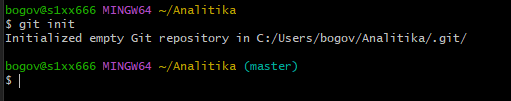 bogov@s1xx666 MINGW64 ~/Analitika
$ git init
Initialized empty Git repository in C:/Users/bogov/Analitika/.git/
bogov@s1xx666 MINGW64 ~/Analitika (master)
$